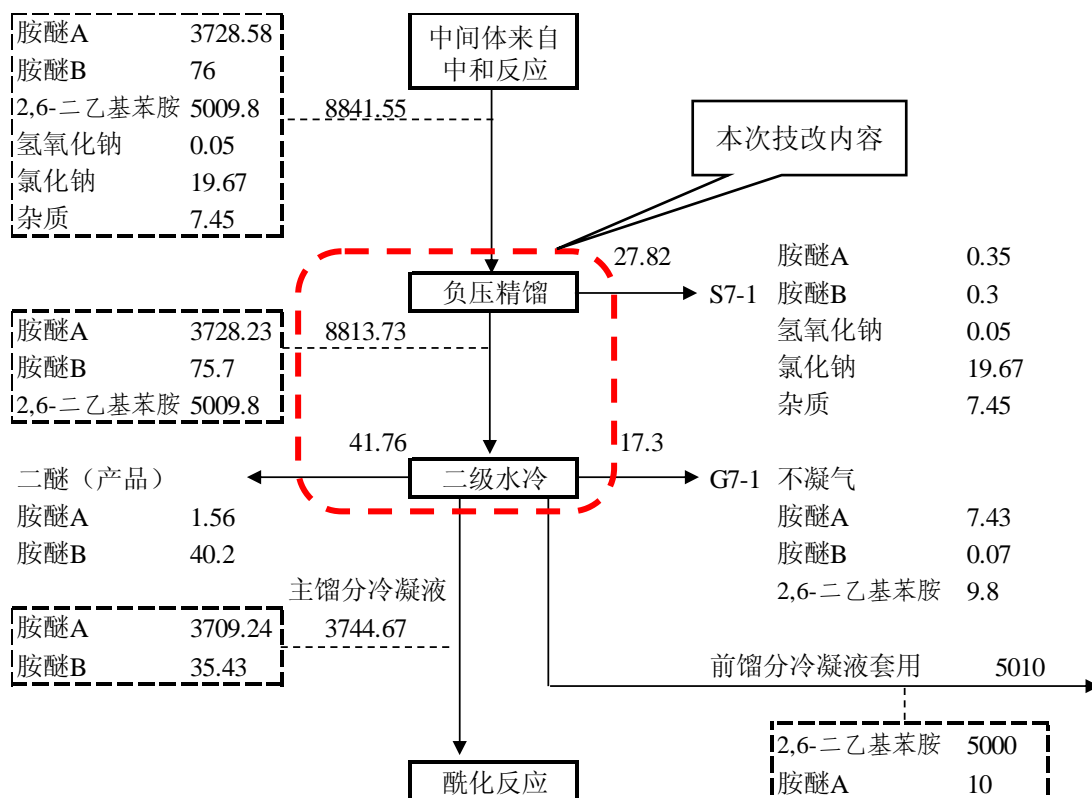 胺醚A 3728.58
胺醚B 76
2,6-二乙基苯胺 5009.8
氢氧化钠 0.05
氯化钠 19.67
杂质 7.45
8841.55
中间体来自
中和反应
本次技改内容
负压精馏
27.82
S7-1
胺醚A 0.35
胺醚B 0.3
氢氧化钠 0.05
氯化钠 19.67
杂质 7.45
胺醚A 3728.23
胺醚B 75.7
2,6-二乙基苯胺 5009.8
8813.73
41.76
二级水冷
17.3
二醚（产品）
胺醚A 1.56
胺醚B 40.2
G7-1 不凝气
胺醚A 7.43
胺醚B 0.07
2,6-二乙基苯胺 9.8
主馏分冷凝液
3744.67
胺醚A 3709.24
胺醚B 35.43
前馏分冷凝液套用 5010
2,6-二乙基苯胺 5000
胺醚A 10
酰化反应